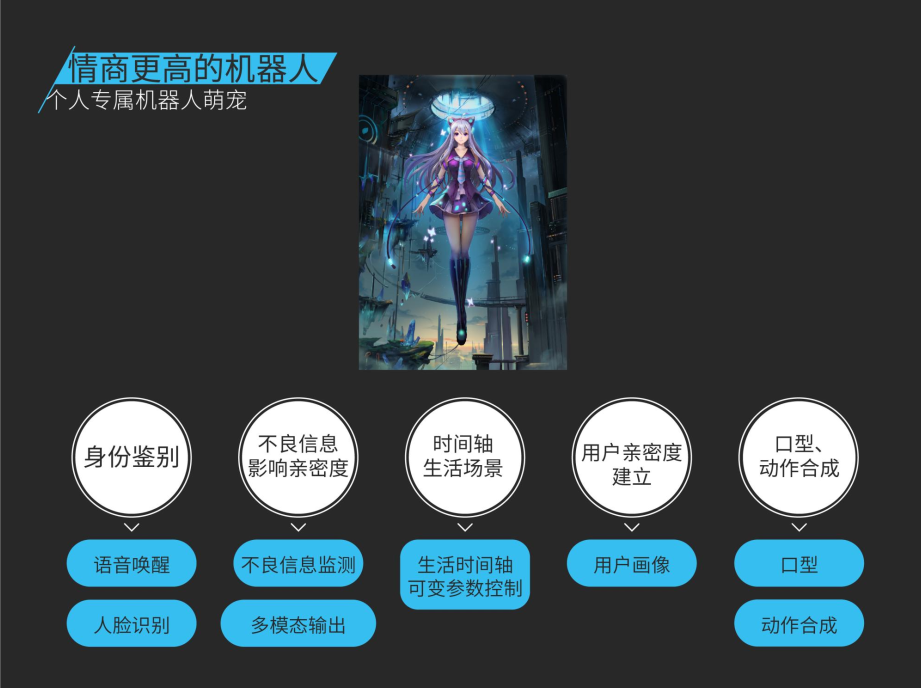 情商更高的机器人
个人专属机器人萌宠
身份鉴别
不良信息
影响亲密度
时间轴
生活场景
用户亲密度
建立
口型、
动作合成
语音唤醒
不良信息监测
生活时间轴
可变参数控制
用户画像
口型
人脸识别
多模态输出
动作合成